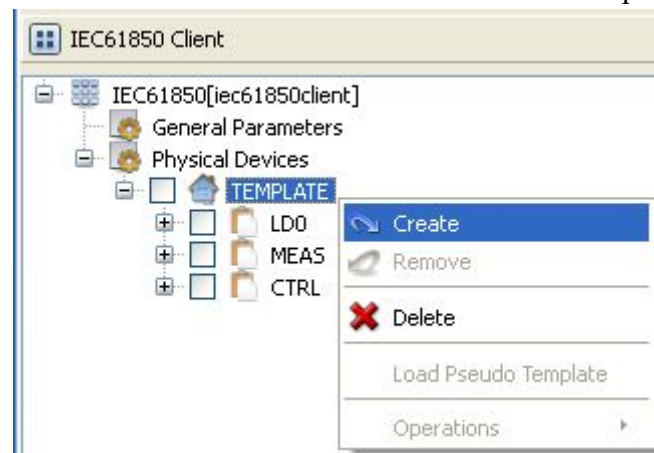 IEC61850 Client
IEC61850[iec61850client]
General Parameters
Physical Devices
TEMPLATE
LD0
MEAS
CTRL
Create
Remove
Delete
Load Pseudo Template
Operations